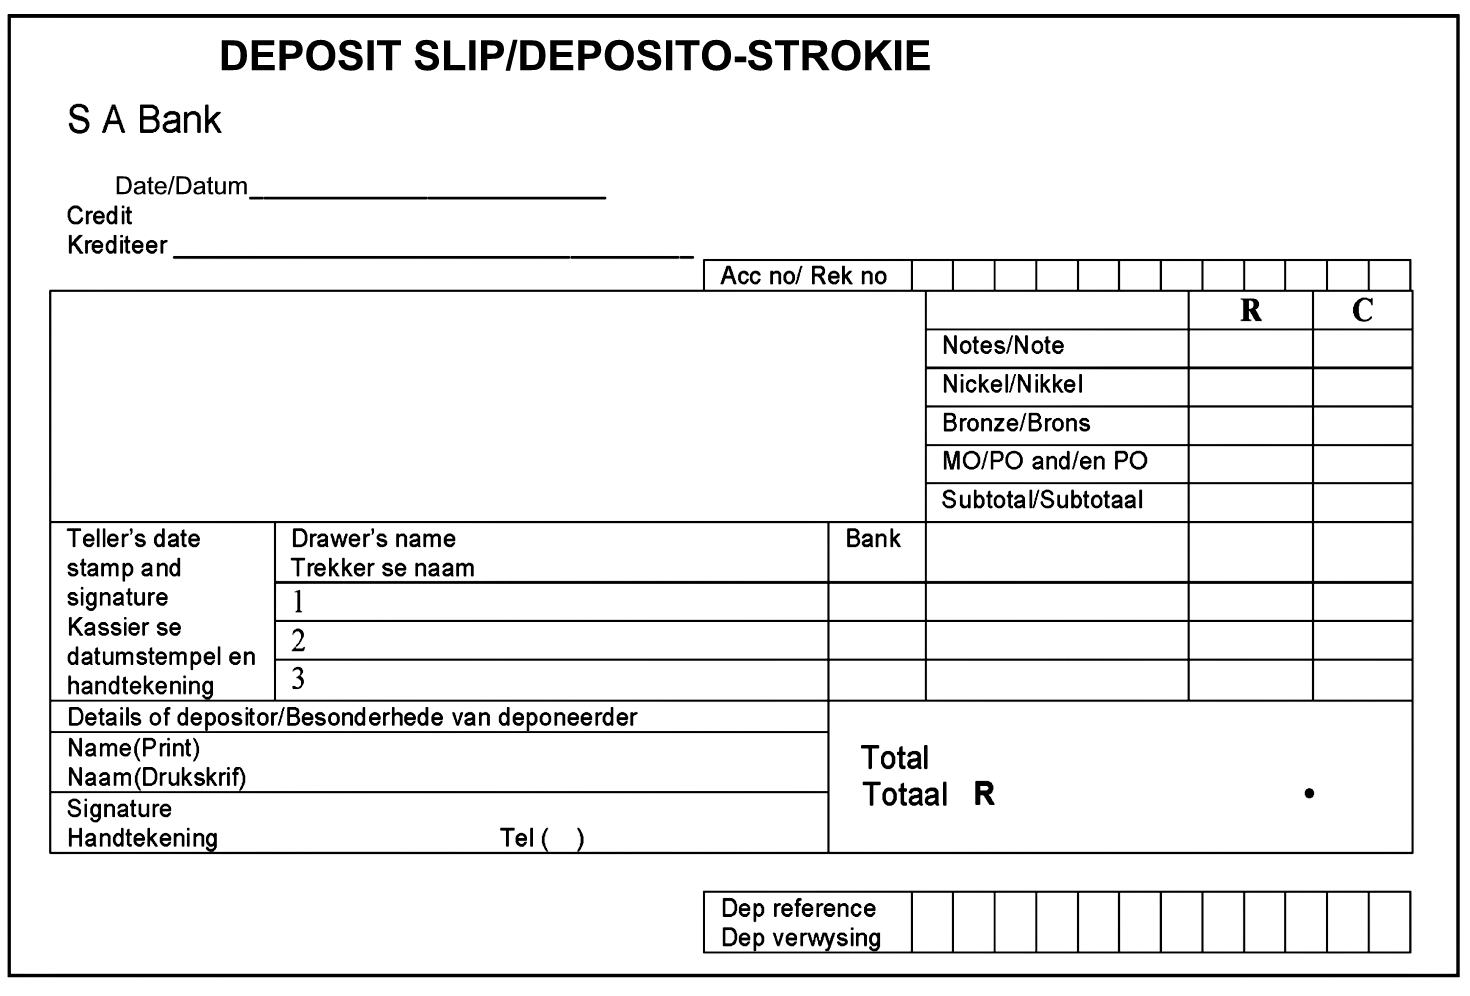 DEPOSIT SLIP/DEPOSITO-STROKIE
S A Bank
Date/Datum
Credit
Krediteer
Acc no/ Rek no
R C
Notes/Note
Nickel/Nikkel
Bronze/Brons
MO/PO and/en PO
Subtotal/Subtotaal
Teller's date
stamp and
signature
Kassier se
datumstempel en
handtekening
Drawer's name
Trekker se naam
Bank
1
2
3
Details of depositor/Besonderhede van deponeerder
Name(Print)
Naam(Drukskrif)
Signature
Handtekening Tel ( )
Total
Totaal R •
Dep reference
Dep verwysing